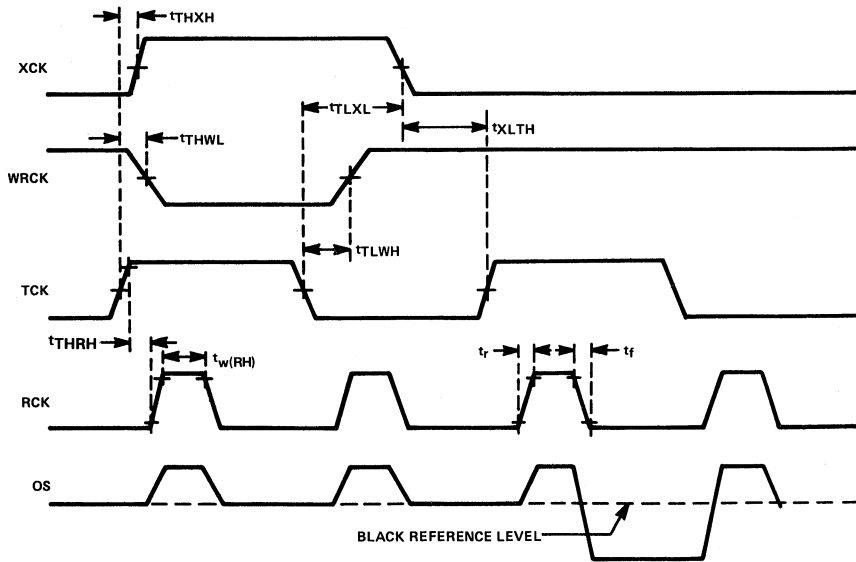 tTHXH
XCK
tTLXL
tXLTH
tTHWL
WRCK
tTLWH
TCK
tTHRH
tw(RH)
tr
tf
RCK
OS
BLACK REFERENCE LEVEL